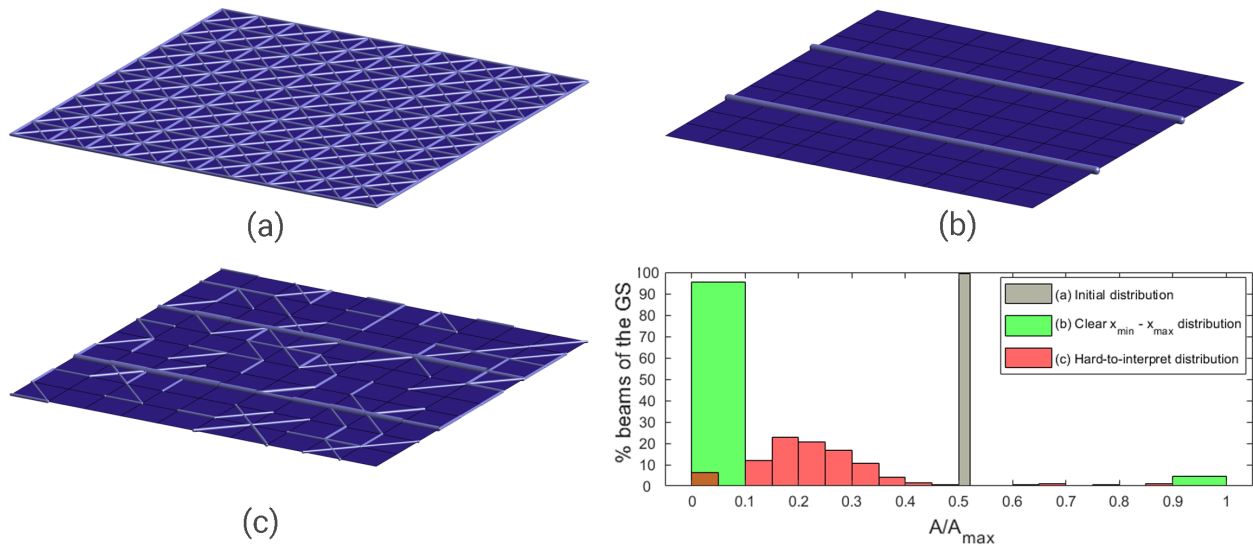 (a)
(b)
(c)
% beams of the GS
100
90
80
70
60
50
40
30
20
10
0
(a) Initial distribution
(b) Clear x_min - x_max distribution
(c) Hard-to-interpret distribution
0 0.1 0.2 0.3 0.4 0.5 0.6 0.7 0.8 0.9 1
A/A_max